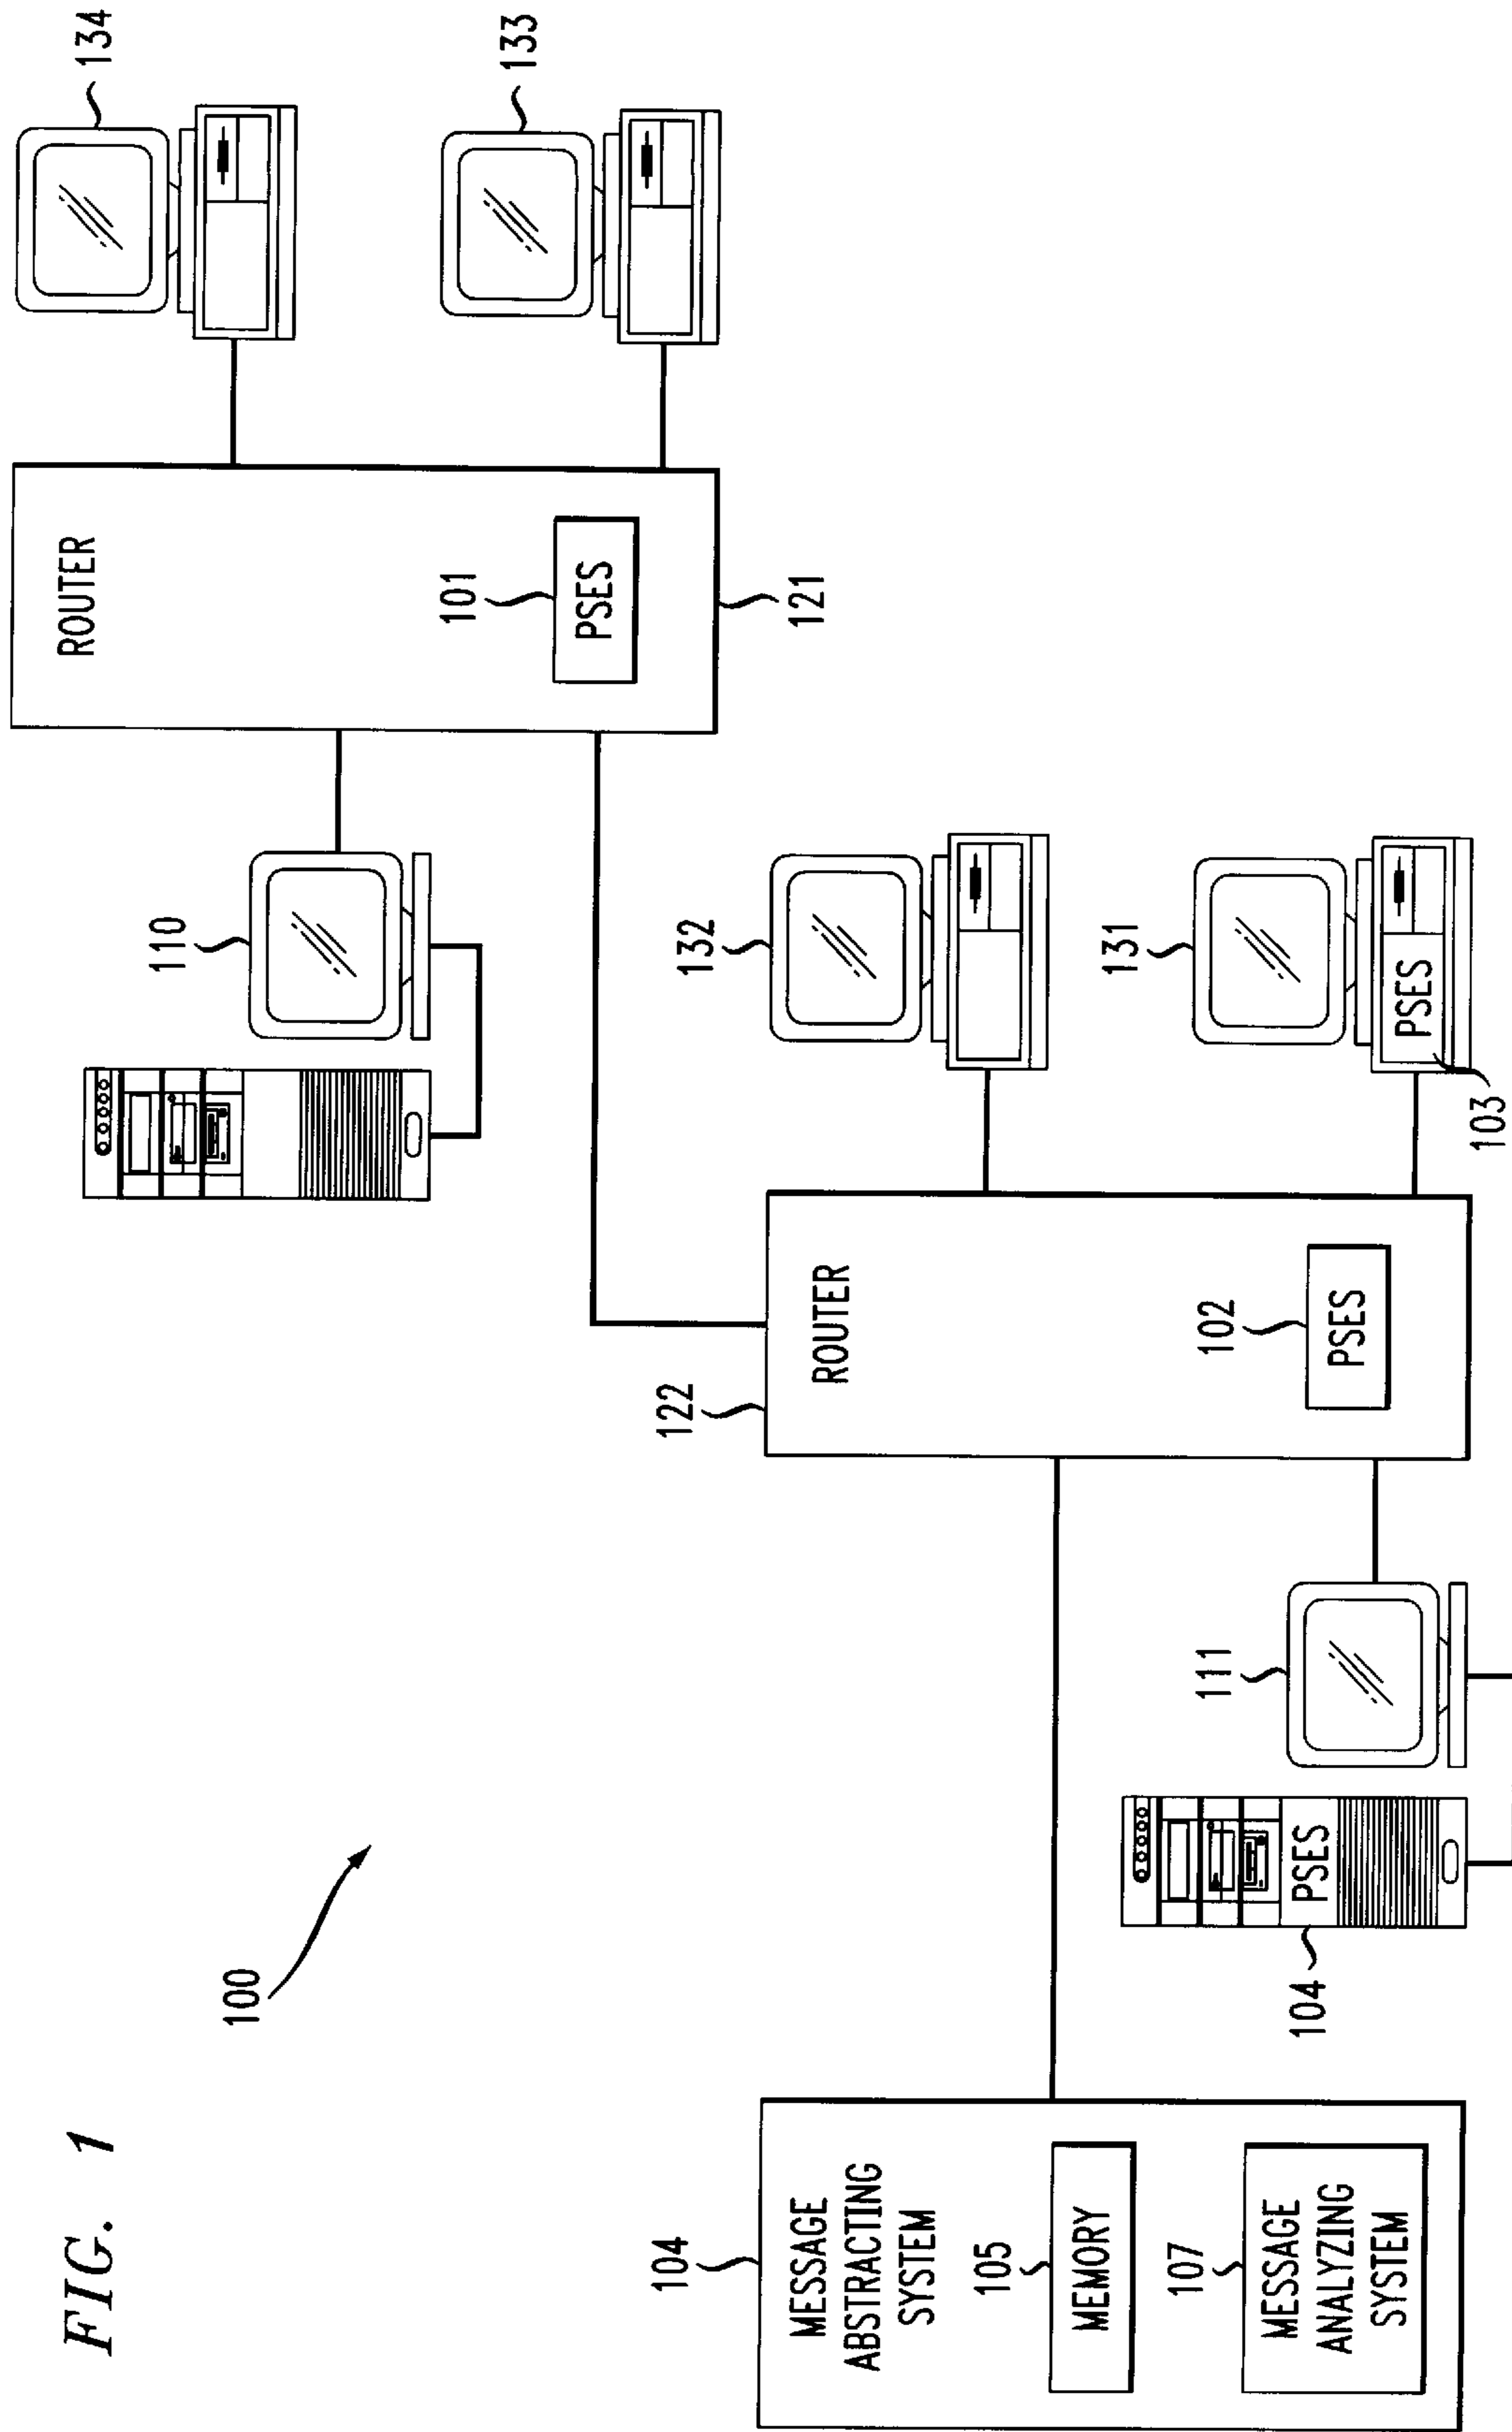 FIG. 1
100
104
MESSAGE
ABSTRACTING
SYSTEM
105
MEMORY
107
MESSAGE
ANALYZING
SYSTEM
104
PSES
111
122
ROUTER
102
PSES
110
132
131
PSES
103
ROUTER
101
PSES
121
134
133